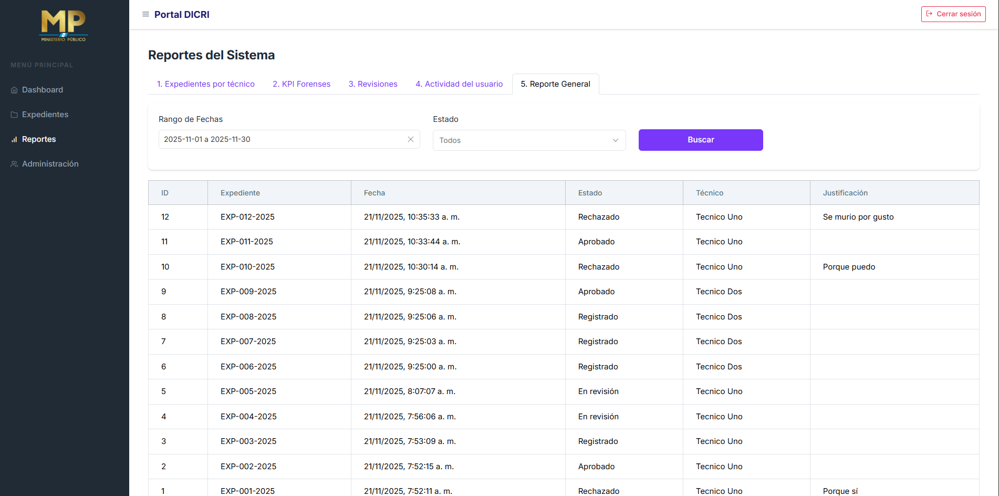 MP
MINISTERIO PÚBLICO
MENÚ PRINCIPAL
Dashboard
Expedientes
Reportes
Administración
Portal DICRI
Cerrar sesión
Reportes del Sistema
1. Expedientes por técnico 2. KPI Forenses 3. Revisiones 4. Actividad del usuario 5. Reporte General
Rango de Fechas Estado
2025-11-01 a 2025-11-30 Todos Buscar
ID Expediente Fecha Estado Técnico Justificación
12 EXP-012-2025 21/11/2025, 10:35:33 a. m. Rechazado Tecnico Uno Se murio por gusto
11 EXP-011-2025 21/11/2025, 10:33:44 a. m. Aprobado Tecnico Uno
10 EXP-010-2025 21/11/2025, 10:30:14 a. m. Rechazado Tecnico Uno Porque puedo
9 EXP-009-2025 21/11/2025, 9:25:08 a. m. Aprobado Tecnico Dos
8 EXP-008-2025 21/11/2025, 9:25:06 a. m. Registrado Tecnico Dos
7 EXP-007-2025 21/11/2025, 9:25:03 a. m. Registrado Tecnico Dos
6 EXP-006-2025 21/11/2025, 9:25:00 a. m. Registrado Tecnico Dos
5 EXP-005-2025 21/11/2025, 8:07:07 a. m. En revisión Tecnico Uno
4 EXP-004-2025 21/11/2025, 7:56:06 a. m. En revisión Tecnico Uno
3 EXP-003-2025 21/11/2025, 7:53:09 a. m. Registrado Tecnico Uno
2 EXP-002-2025 21/11/2025, 7:52:15 a. m. Aprobado Tecnico Uno
1 EXP-001-2025 21/11/2025, 7:52:11 a. m. Rechazado Tecnico Uno Porque sí